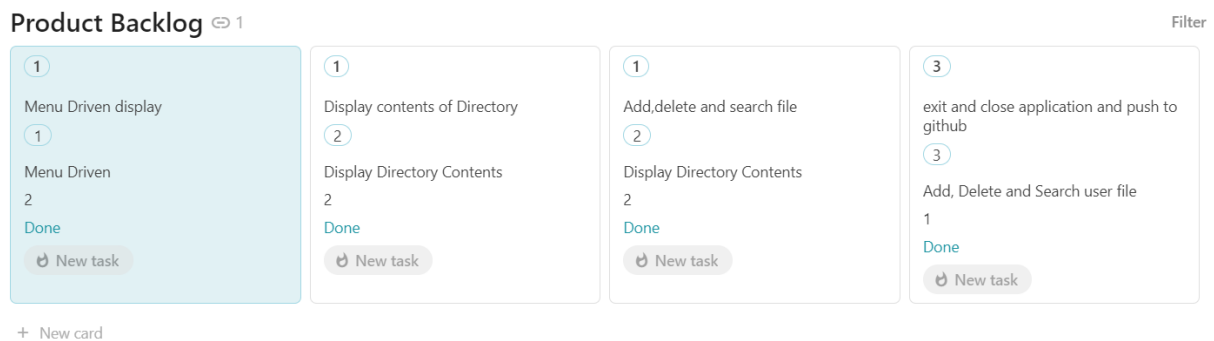 Product Backlog 1
Filter
1
Menu Driven display
1
Menu Driven
2
Done
New task
1
Display contents of Directory
2
Display Directory Contents
2
Done
New task
1
Add,delete and search file
2
Display Directory Contents
2
Done
New task
3
exit and close application and push to
github
3
Add, Delete and Search user file
1
Done
New task
+ New card